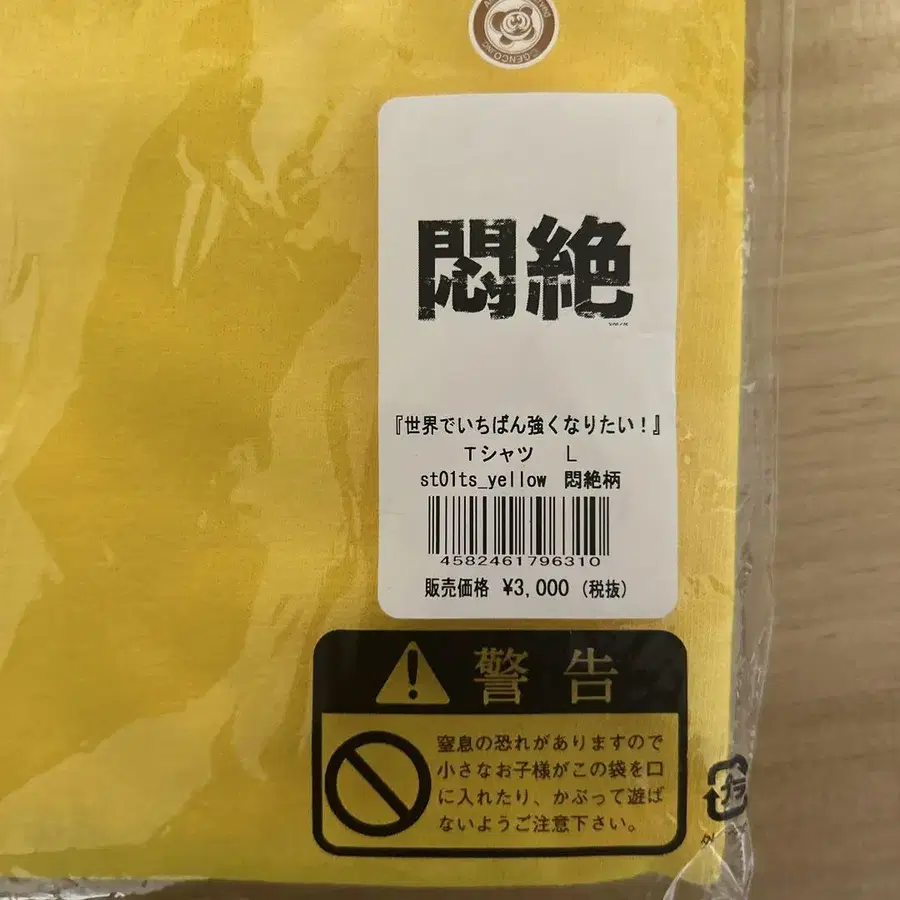 GENCO,INC
悶絶
『世界でいちばん強くなりたい!』
Tシャツ L
st01ts_yellow 悶絶柄
4582461796310
販売価格 ¥3,000 (税抜)
警告
窒息の恐れがありますので
小さなお子様がこの袋を口
に入れたり、かぶって遊ば
ないようご注意下さい。
プラ